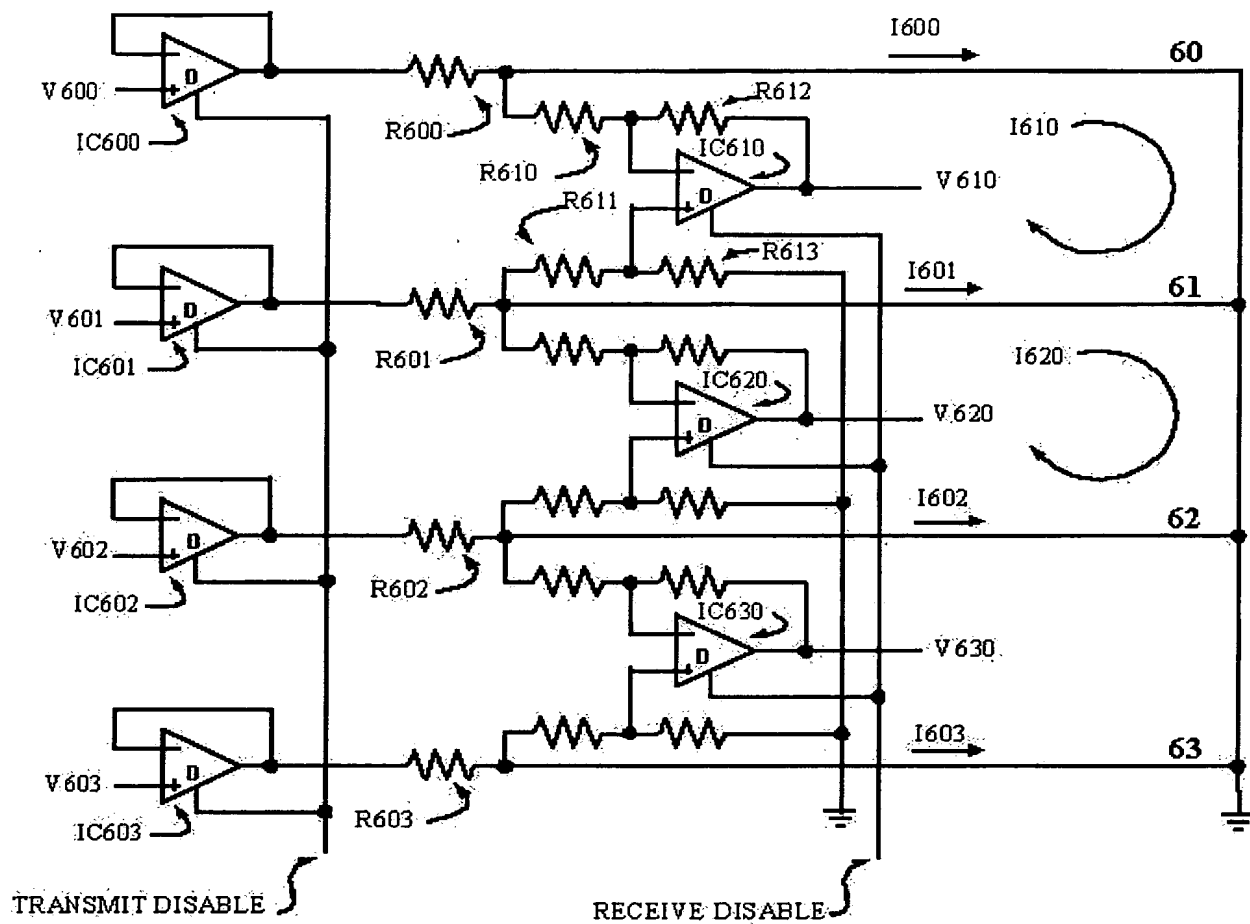 I600
60
V600
- D +
IC600
R600
R610
R612
IC610
- D +
V610
I610
R611
R613
I601
61
V601
- D +
IC601
R601
IC620
- D +
V620
I620
I602
62
V602
- D +
IC602
R602
IC630
- D +
V630
I603
63
V603
- D +
IC603
R603
TRANSMIT DISABLE
RECEIVE DISABLE